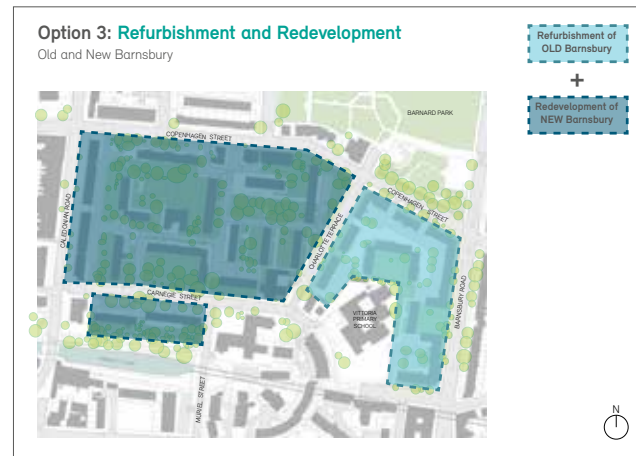 Option 3: Refurbishment and Redevelopment
Old and New Barnsbury
Refurbishment of
OLD Barnsbury
+
Redevelopment of
NEW Barnsbury
BARNARD PARK
COPENHAGEN STREET
COPENHAGEN STREET
CALEDONIAN ROAD
CHARLOTTE TERRACE
BARNSBURY ROAD
CARNEGIE STREET
VITTORIA
PRIMARY
SCHOOL
MURIEL STREET
N